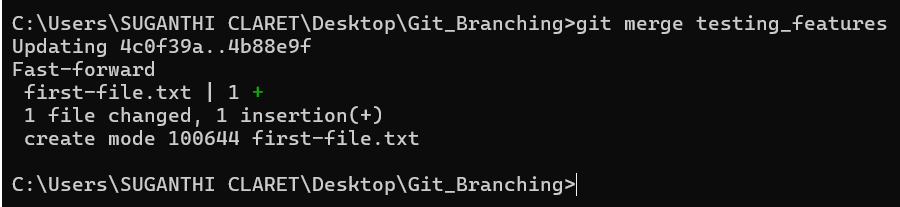 C:\Users\SUGANTHI CLARET\Desktop\Git_Branching>git merge testing_features
Updating 4c0f39a..4b88e9f
Fast-forward
 first-file.txt | 1 +
 1 file changed, 1 insertion(+)
 create mode 100644 first-file.txt
C:\Users\SUGANTHI CLARET\Desktop\Git_Branching>